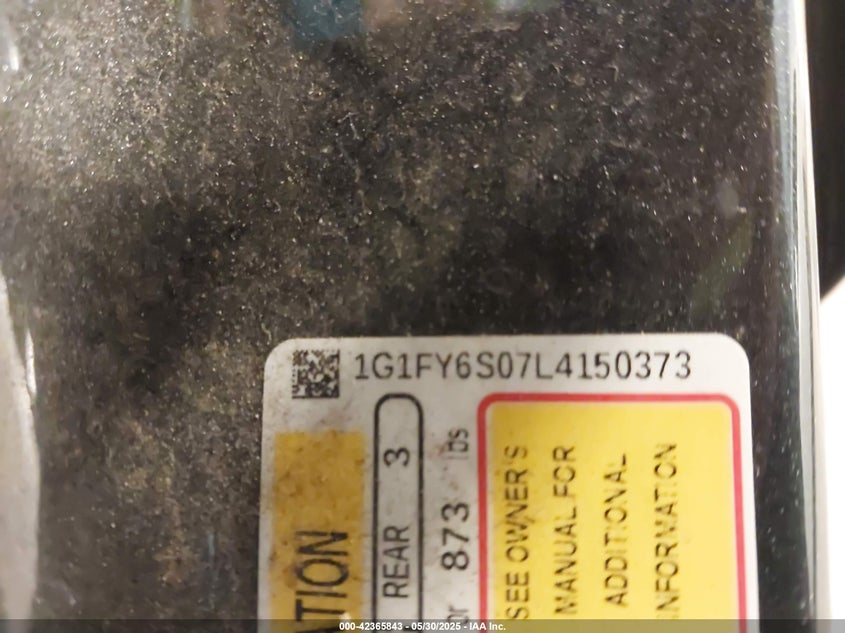 1G1FY6S07L4150373
ATION
REAR 3
or 873 lbs
SEE OWNER'S
MANUAL FOR
ADDITIONAL
INFORMATION
000-42365843 - 05/30/2025 - IAA Inc.